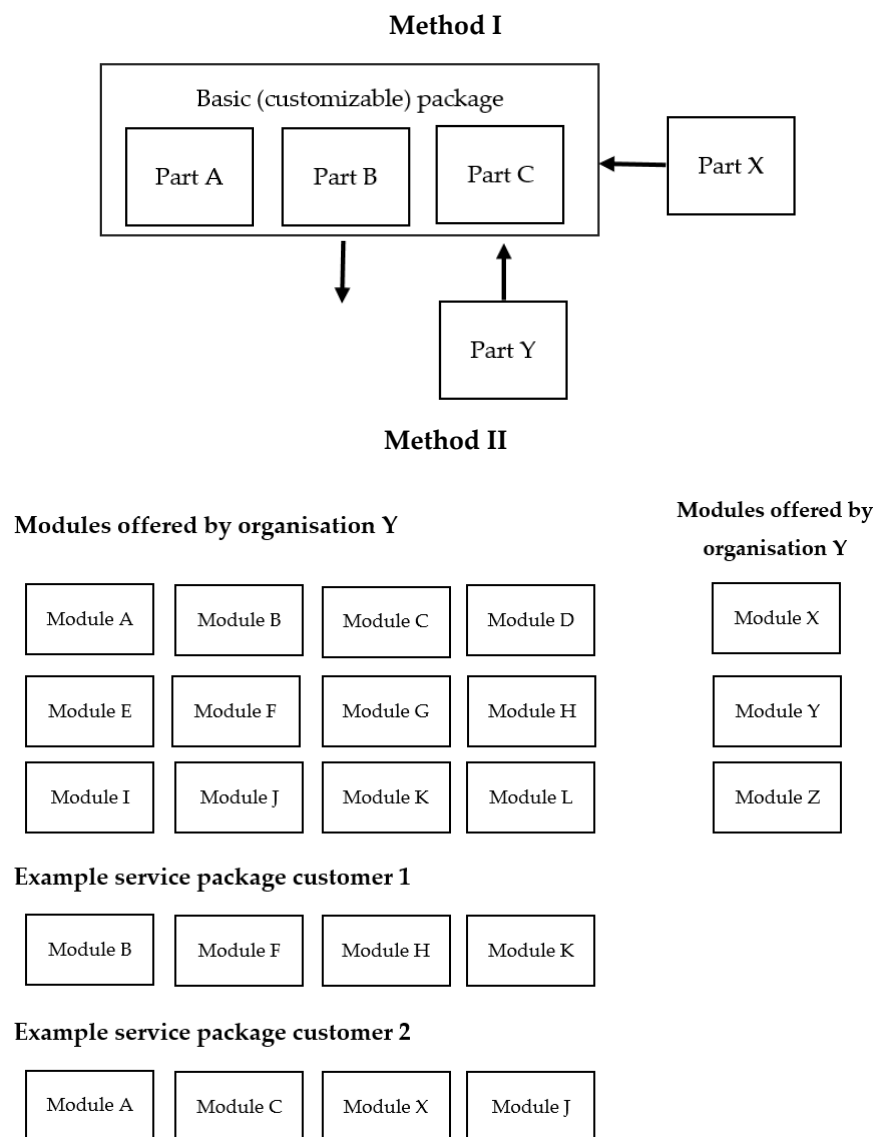 Method I
Basic (customizable) package
Part A
Part B
Part C
Part X
Part Y
Method II
Modules offered by organisation Y
Modules offered by
organisation Y
Module A
Module B
Module C
Module D
Module X
Module E
Module F
Module G
Module H
Module Y
Module I
Module J
Module K
Module L
Module Z
Example service package customer 1
Module B
Module F
Module H
Module K
Example service package customer 2
Module A
Module C
Module X
Module J